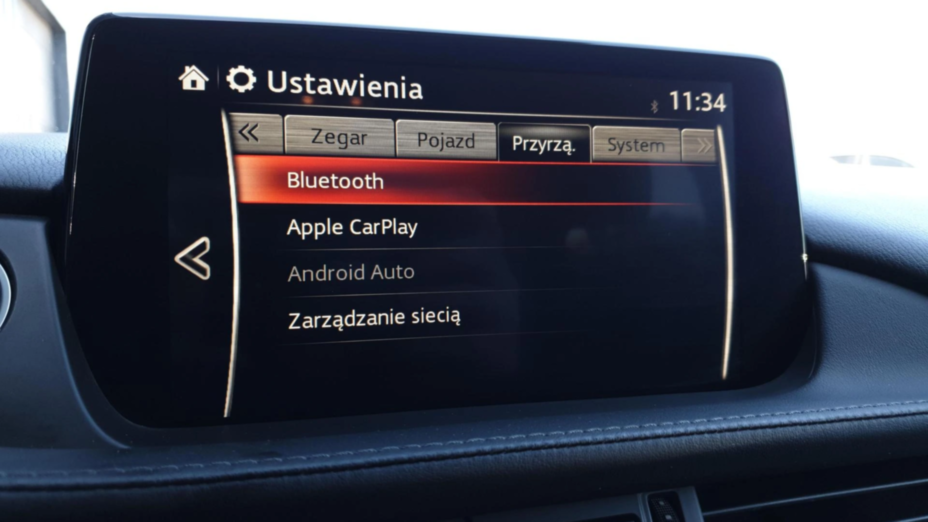 Ustawienia
11:34
Zegar Pojazd Przyrzą. System
Bluetooth
Apple CarPlay
Android Auto
Zarządzanie siecią